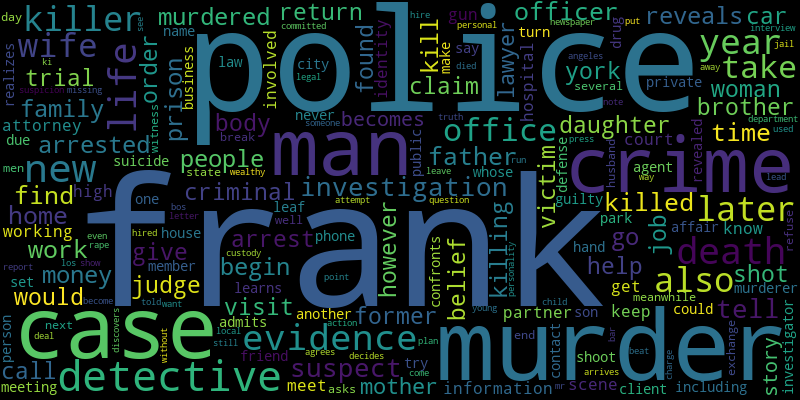 day
killer
murdered
return
officer
reveals
car
gun
police
wife
life
name
law
city
found
identity
kill
make
say
lawyer
turn
hospital
drug
hire
newspaper
personal
committed
see
realizes
ki
trial
order
prison
business
involved
claim
york
several
legal
died
angeles
private
put
interview
jail
away
missing
suspicion
year
take
woman
brother
family
attorney
witness
never
someone
truth
department
used
note
due
men
arrested
suicide
body
break
becomes
public
office
daughter
time
press
court
revealed
lead
new
people
state
wealthy
man
father
whose
run
defense
husband
agent
way
crime
find
high
criminal
investigation
leave
victim
guilty
killed
later
home
one
bos
letter
leaf
well
attempt
question
park
know
refuse
working
even
rape
house
hired
frank
phone
arrest
however
belief
killing
personality
hand
affair
job
go
death
work
give
report
los
show
member
begin
custody
confronts
help
also
shot
money
set
would
become
told
want
judge
learns
point
visit
another
former
young
partner
child
son
get
meanwhile
could
keep
murderer
tell
case
person
next
deal
discovers
without
admits
local
still
action
evidence
plan
murder
end
contact
bar
beat
charge
exchange
story
investigator
call
meeting
detective
friend
agrees
decides
suspect
meet
asks
try
come
mother
information
shoot
arrives
mr
scene
client
including